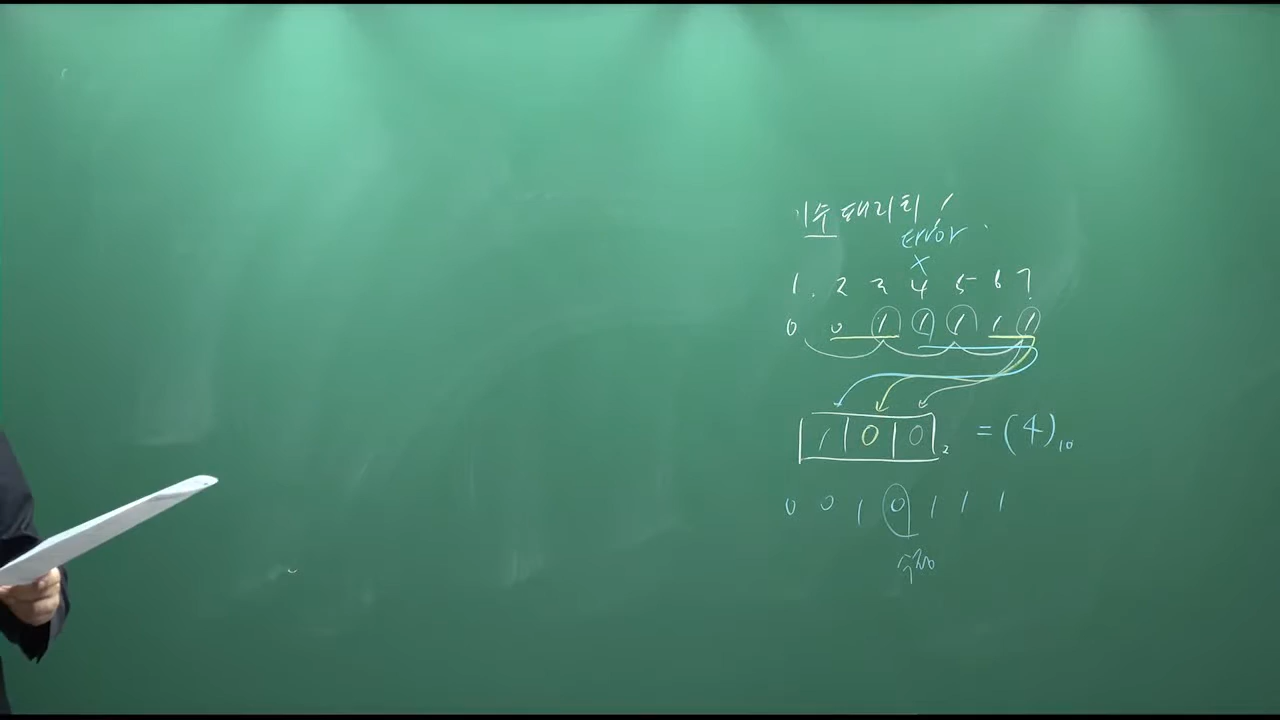 기수 패리티 !
error
×
1 2 3 4 5 6 7
0 0 1 1 1 1 1
1 0 0 2 = (4)10
0 0 1 0 1 1 1
수정